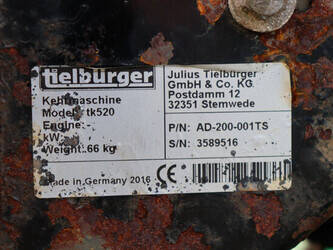 tielbürger
Kehrmaschine
Model: tk520
Engine:-
kW:-
Weight: 66 kg
Made in Germany 2016
Julius Tielbürger
GmbH & Co. KG
Postdamm 12
32351 Stemwede
P/N: AD-200-001TS
S/N: 3589516
CE